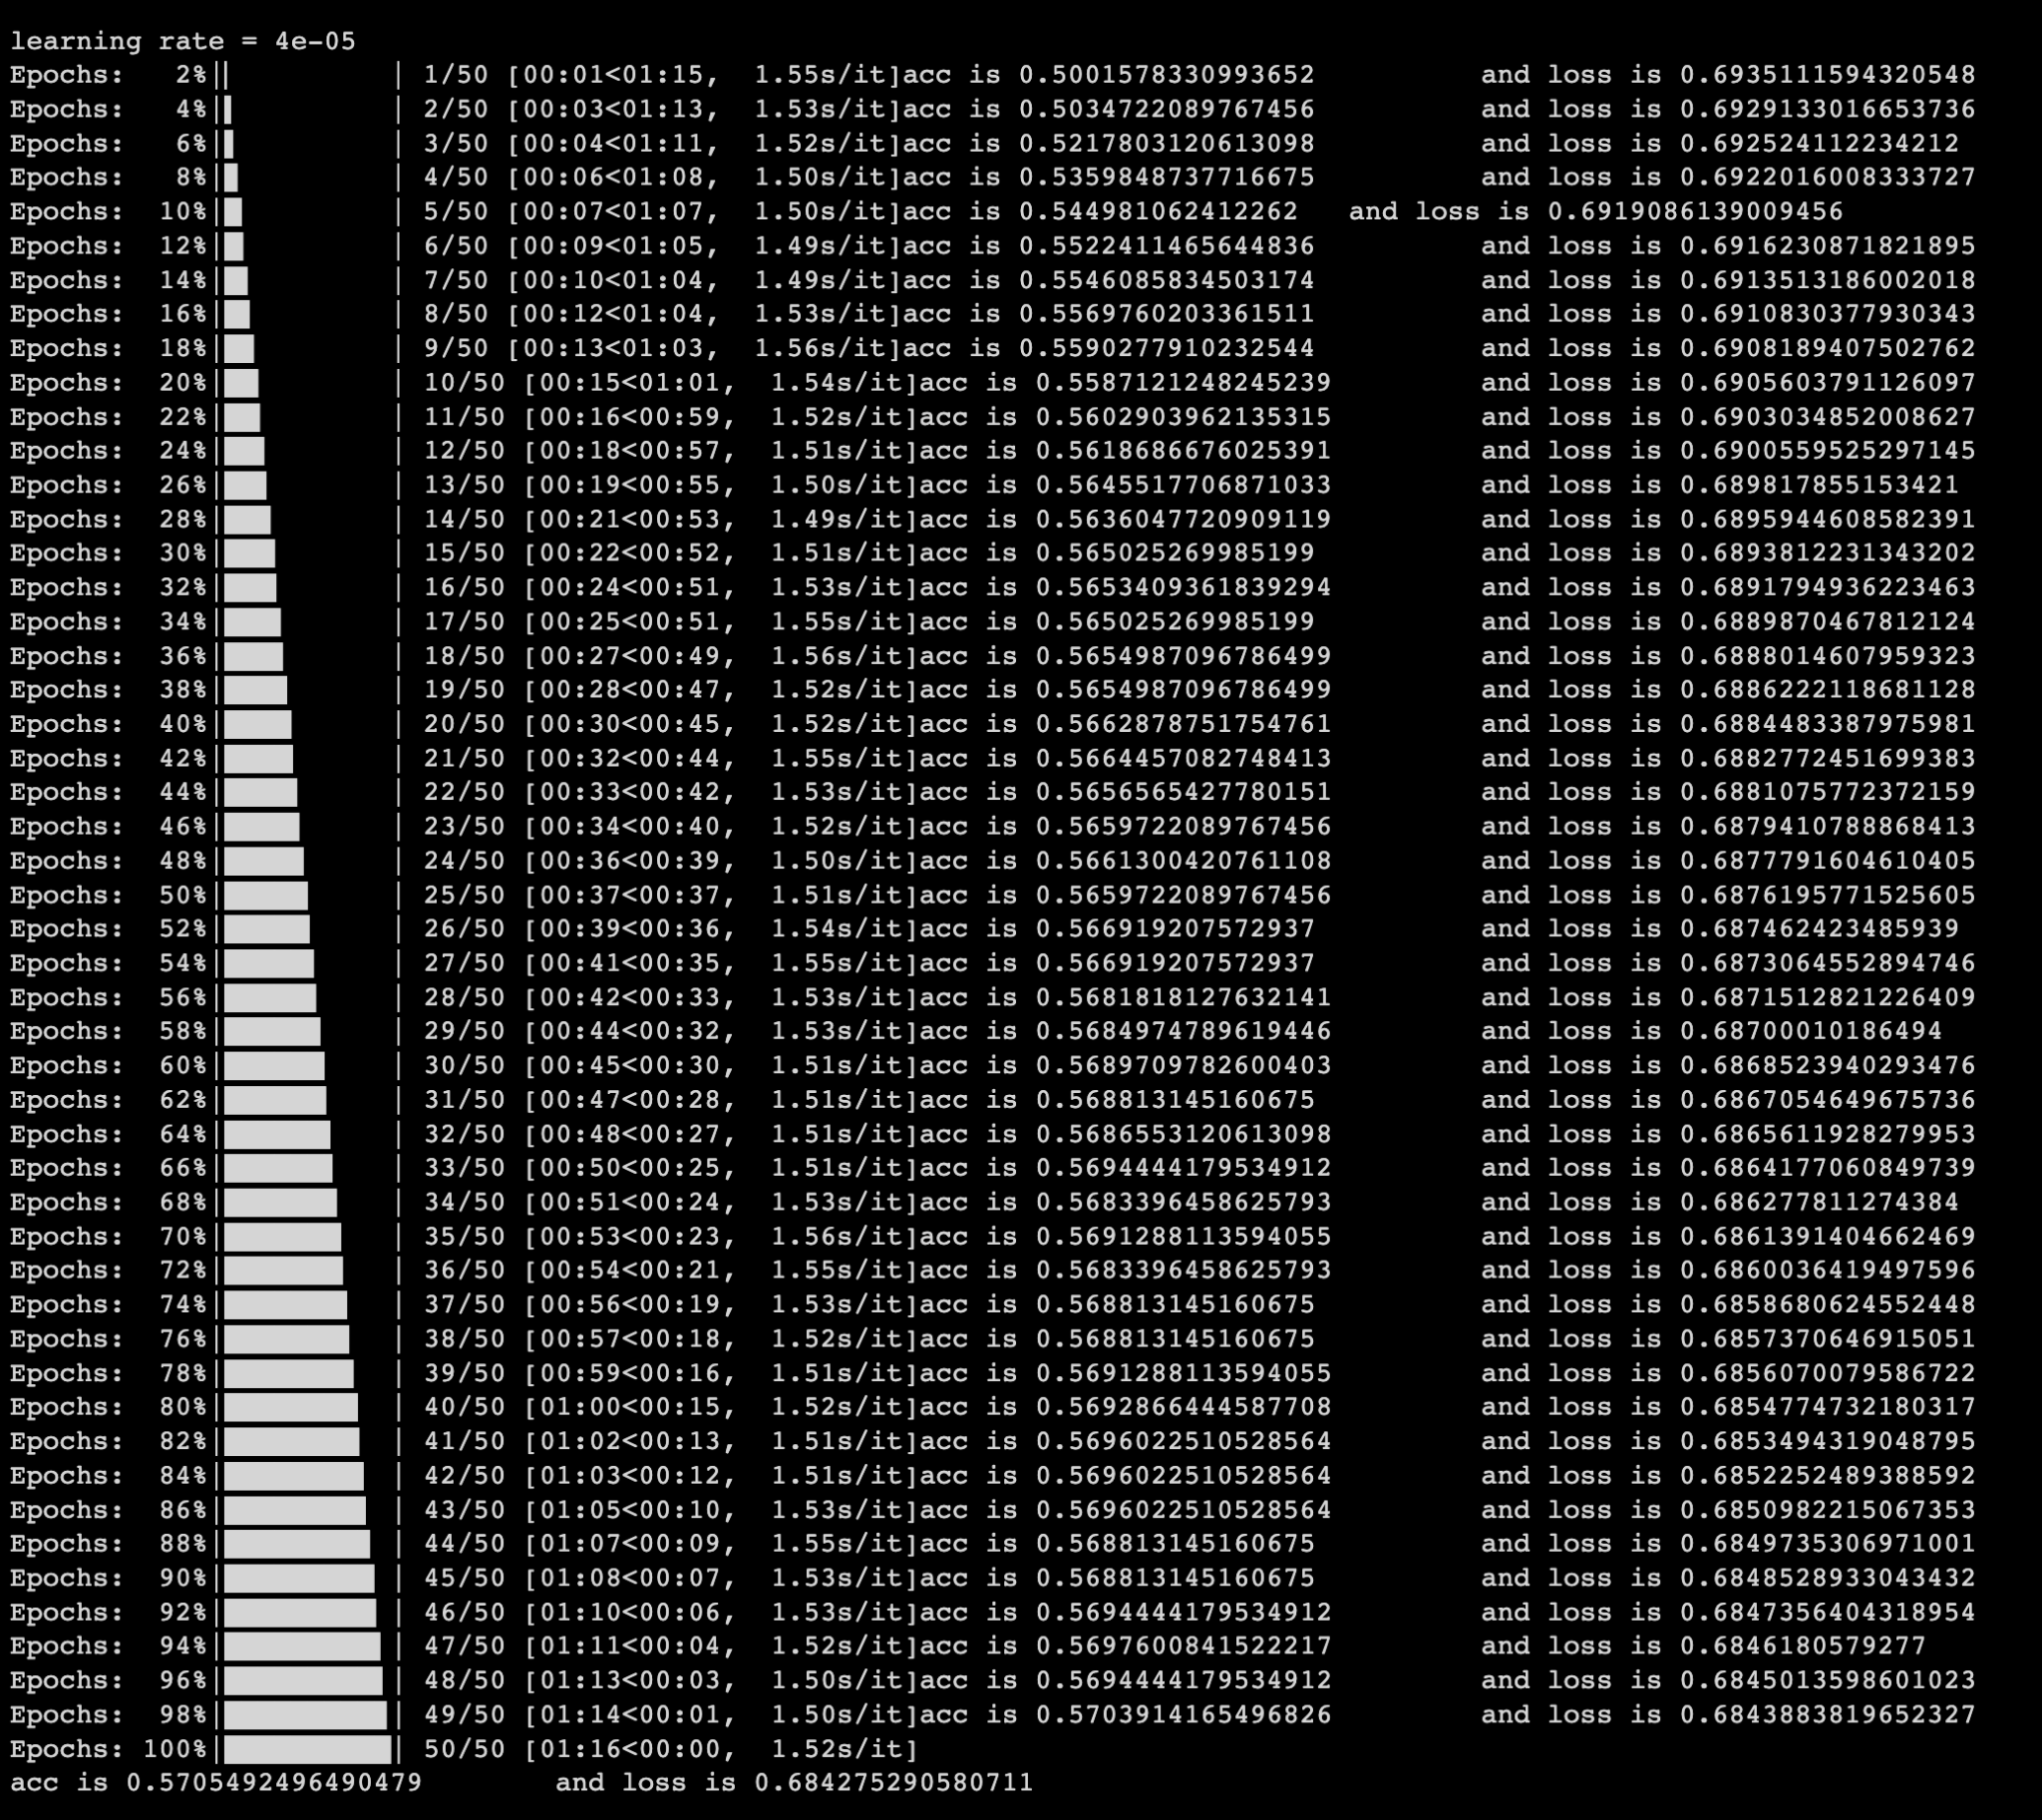 learning rate = 4e-05
Epochs:   2%|| 1/50 [00:01<01:15,  1.55s/it]acc is 0.5001578330993652 and loss is 0.6935111594320548
Epochs:   4%|| 2/50 [00:03<01:13,  1.53s/it]acc is 0.5034722089767456 and loss is 0.6929133016653736
Epochs:   6%|| 3/50 [00:04<01:11,  1.52s/it]acc is 0.5217803120613098 and loss is 0.692524112234212
Epochs:   8%|| 4/50 [00:06<01:08,  1.50s/it]acc is 0.5359848737716675 and loss is 0.6922016008333727
Epochs:  10%|| 5/50 [00:07<01:07,  1.50s/it]acc is 0.544981062412262 and loss is 0.6919086139009456
Epochs:  12%|| 6/50 [00:09<01:05,  1.49s/it]acc is 0.5522411465644836 and loss is 0.6916230871821895
Epochs:  14%|| 7/50 [00:10<01:04,  1.49s/it]acc is 0.5546085834503174 and loss is 0.6913513186002018
Epochs:  16%|| 8/50 [00:12<01:04,  1.53s/it]acc is 0.5569760203361511 and loss is 0.6910830377930343
Epochs:  18%|| 9/50 [00:13<01:03,  1.56s/it]acc is 0.5590277910232544 and loss is 0.6908189407502762
Epochs:  20%|| 10/50 [00:15<01:01,  1.54s/it]acc is 0.5587121248245239 and loss is 0.6905603791126097
Epochs:  22%|| 11/50 [00:16<00:59,  1.52s/it]acc is 0.5602903962135315 and loss is 0.6903034852008627
Epochs:  24%|| 12/50 [00:18<00:57,  1.51s/it]acc is 0.5618686676025391 and loss is 0.6900559525297145
Epochs:  26%|| 13/50 [00:19<00:55,  1.50s/it]acc is 0.5645517706871033 and loss is 0.689817855153421
Epochs:  28%|| 14/50 [00:21<00:53,  1.49s/it]acc is 0.5636047720909119 and loss is 0.6895944608582391
Epochs:  30%|| 15/50 [00:22<00:52,  1.51s/it]acc is 0.565025269985199 and loss is 0.6893812231343202
Epochs:  32%|| 16/50 [00:24<00:51,  1.53s/it]acc is 0.5653409361839294 and loss is 0.6891794936223463
Epochs:  34%|| 17/50 [00:25<00:51,  1.55s/it]acc is 0.565025269985199 and loss is 0.6889870467812124
Epochs:  36%|| 18/50 [00:27<00:49,  1.56s/it]acc is 0.5654987096786499 and loss is 0.6888014607959323
Epochs:  38%|| 19/50 [00:28<00:47,  1.52s/it]acc is 0.5654987096786499 and loss is 0.6886222118681128
Epochs:  40%|| 20/50 [00:30<00:45,  1.52s/it]acc is 0.5662878751754761 and loss is 0.6884483387975981
Epochs:  42%|| 21/50 [00:32<00:44,  1.55s/it]acc is 0.5664457082748413 and loss is 0.6882772451699383
Epochs:  44%|| 22/50 [00:33<00:42,  1.53s/it]acc is 0.5656565427780151 and loss is 0.6881075772372159
Epochs:  46%|| 23/50 [00:34<00:40,  1.52s/it]acc is 0.5659722089767456 and loss is 0.6879410788868413
Epochs:  48%|| 24/50 [00:36<00:39,  1.50s/it]acc is 0.5661300420761108 and loss is 0.6877791604610405
Epochs:  50%|| 25/50 [00:37<00:37,  1.51s/it]acc is 0.5659722089767456 and loss is 0.6876195771525605
Epochs:  52%|| 26/50 [00:39<00:36,  1.54s/it]acc is 0.566919207572937 and loss is 0.687462423485939
Epochs:  54%|| 27/50 [00:41<00:35,  1.55s/it]acc is 0.566919207572937 and loss is 0.6873064552894746
Epochs:  56%|| 28/50 [00:42<00:33,  1.53s/it]acc is 0.5681818127632141 and loss is 0.6871512821226409
Epochs:  58%|| 29/50 [00:44<00:32,  1.53s/it]acc is 0.5684974789619446 and loss is 0.68700010186494
Epochs:  60%|| 30/50 [00:45<00:30,  1.51s/it]acc is 0.5689709782600403 and loss is 0.6868523940293476
Epochs:  62%|| 31/50 [00:47<00:28,  1.51s/it]acc is 0.568813145160675 and loss is 0.6867054649675736
Epochs:  64%|| 32/50 [00:48<00:27,  1.51s/it]acc is 0.5686553120613098 and loss is 0.6865611928279953
Epochs:  66%|| 33/50 [00:50<00:25,  1.51s/it]acc is 0.5694444179534912 and loss is 0.6864177060849739
Epochs:  68%|| 34/50 [00:51<00:24,  1.53s/it]acc is 0.5683396458625793 and loss is 0.686277811274384
Epochs:  70%|| 35/50 [00:53<00:23,  1.56s/it]acc is 0.5691288113594055 and loss is 0.6861391404662469
Epochs:  72%|| 36/50 [00:54<00:21,  1.55s/it]acc is 0.5683396458625793 and loss is 0.6860036419497596
Epochs:  74%|| 37/50 [00:56<00:19,  1.53s/it]acc is 0.568813145160675 and loss is 0.6858680624552448
Epochs:  76%|| 38/50 [00:57<00:18,  1.52s/it]acc is 0.568813145160675 and loss is 0.6857370646915051
Epochs:  78%|| 39/50 [00:59<00:16,  1.51s/it]acc is 0.5691288113594055 and loss is 0.6856070079586722
Epochs:  80%|| 40/50 [01:00<00:15,  1.52s/it]acc is 0.5692866444587708 and loss is 0.6854774732180317
Epochs:  82%|| 41/50 [01:02<00:13,  1.51s/it]acc is 0.5696022510528564 and loss is 0.6853494319048795
Epochs:  84%|| 42/50 [01:03<00:12,  1.51s/it]acc is 0.5696022510528564 and loss is 0.6852252489388592
Epochs:  86%|| 43/50 [01:05<00:10,  1.53s/it]acc is 0.5696022510528564 and loss is 0.6850982215067353
Epochs:  88%|| 44/50 [01:07<00:09,  1.55s/it]acc is 0.568813145160675 and loss is 0.6849735306971001
Epochs:  90%|| 45/50 [01:08<00:07,  1.53s/it]acc is 0.568813145160675 and loss is 0.6848528933043432
Epochs:  92%|| 46/50 [01:10<00:06,  1.53s/it]acc is 0.5694444179534912 and loss is 0.6847356404318954
Epochs:  94%|| 47/50 [01:11<00:04,  1.52s/it]acc is 0.5697600841522217 and loss is 0.6846180579277
Epochs:  96%|| 48/50 [01:13<00:03,  1.50s/it]acc is 0.5694444179534912 and loss is 0.6845013598601023
Epochs:  98%|| 49/50 [01:14<00:01,  1.50s/it]acc is 0.5703914165496826 and loss is 0.6843883819652327
Epochs: 100%|| 50/50 [01:16<00:00,  1.52s/it]
acc is 0.5705492496490479 and loss is 0.684275290580711